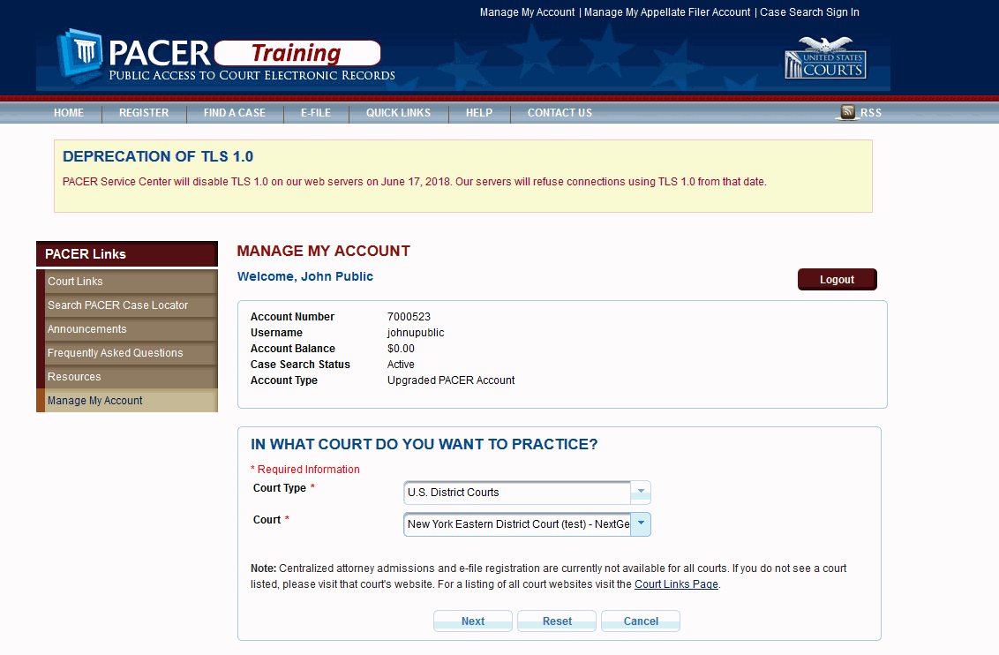 Manage My Account | Manage My Appellate Filer Account | Case Search Sign In
PACER Training
PUBLIC ACCESS TO COURT ELECTRONIC RECORDS
UNITED STATES
COURTS
HOME REGISTER FIND A CASE E-FILE QUICK LINKS HELP CONTACT US RSS
DEPRECATION OF TLS 1.0
PACER Service Center will disable TLS 1.0 on our web servers on June 17, 2018. Our servers will refuse connections using TLS 1.0 from that date.
PACER Links
Court Links
Search PACER Case Locator
Announcements
Frequently Asked Questions
Resources
Manage My Account
MANAGE MY ACCOUNT
Welcome, John Public
Logout
Account Number 7000523
Username johnupublic
Account Balance $0.00
Case Search Status Active
Account Type Upgraded PACER Account
IN WHAT COURT DO YOU WANT TO PRACTICE?
* Required Information
Court Type * U.S. District Courts
Court * New York Eastern District Court (test) - NextGe
Note: Centralized attorney admissions and e-file registration are currently not available for all courts. If you do not see a court
listed, please visit that court's website. For a listing of all court websites visit the Court Links Page.
Next Reset Cancel